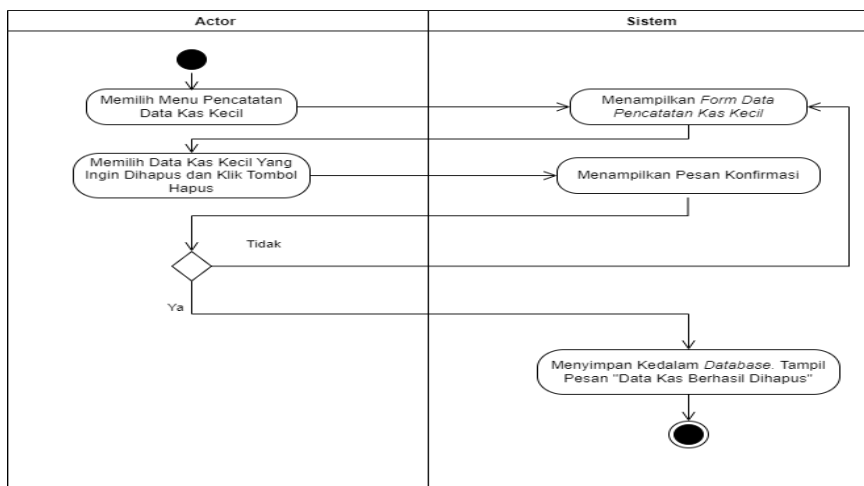 Actor
Sistem
Memilih Menu Pencatatan
Data Kas Kecil
Menampilkan Form Data
Pencatatan Kas Kecil
Memilih Data Kas Kecil Yang
Ingin Dihapus dan Klik Tombol
Hapus
Menampilkan Pesan Konfirmasi
Tidak
Ya
Menyimpan Kedalam Database. Tampil
Pesan "Data Kas Berhasil Dihapus"